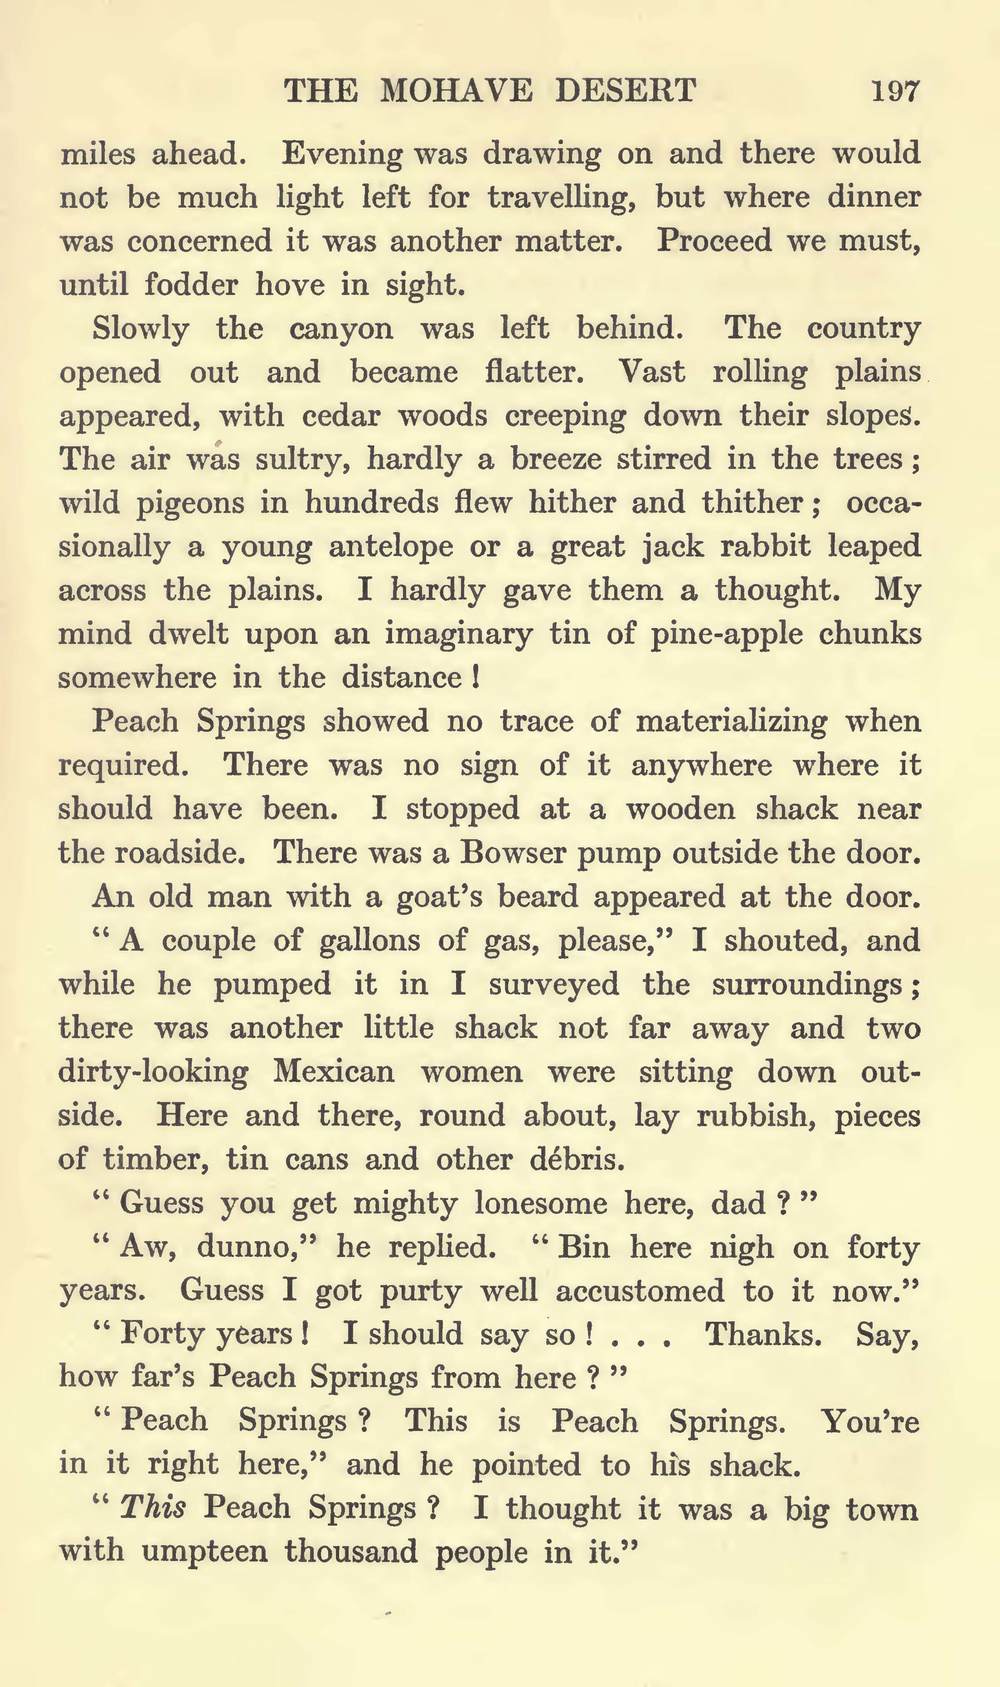 THE MOHAVE DESERT 197
miles ahead. Evening was drawing on and there would
not be much light left for travelling, but where dinner
was concerned it was another matter. Proceed we must,
until fodder hove in sight.
Slowly the canyon was left behind. The country
opened out and became flatter. Vast rolling plains
appeared, with cedar woods creeping down their slopes.
The air was sultry, hardly a breeze stirred in the trees ;
wild pigeons in hundreds flew hither and thither ; occa-
sionally a young antelope or a great jack rabbit leaped
across the plains. I hardly gave them a thought. My
mind dwelt upon an imaginary tin of pine-apple chunks
somewhere in the distance !
Peach Springs showed no trace of materializing when
required. There was no sign of it anywhere where it
should have been. I stopped at a wooden shack near
the roadside. There was a Bowser pump outside the door.
An old man with a goat's beard appeared at the door.
“ A couple of gallons of gas, please,” I shouted, and
while he pumped it in I surveyed the surroundings ;
there was another little shack not far away and two
dirty-looking Mexican women were sitting down out-
side. Here and there, round about, lay rubbish, pieces
of timber, tin cans and other débris.
“ Guess you get mighty lonesome here, dad ? ”
“ Aw, dunno,” he replied. “ Bin here nigh on forty
years. Guess I got purty well accustomed to it now.”
“ Forty years ! I should say so ! . . . Thanks. Say,
how far's Peach Springs from here ? ”
“ Peach Springs ? This is Peach Springs. You're
in it right here,” and he pointed to his shack.
“ This Peach Springs ? I thought it was a big town
with umpteen thousand people in it.”